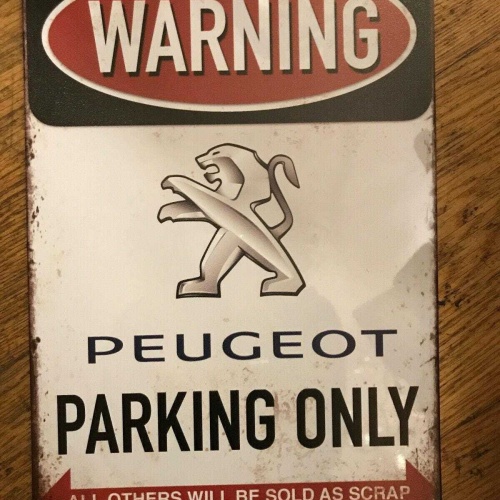 WARNING
PEUGEOT
PARKING ONLY
ALL OTHERS WILL BE SOLD AS SCRAP